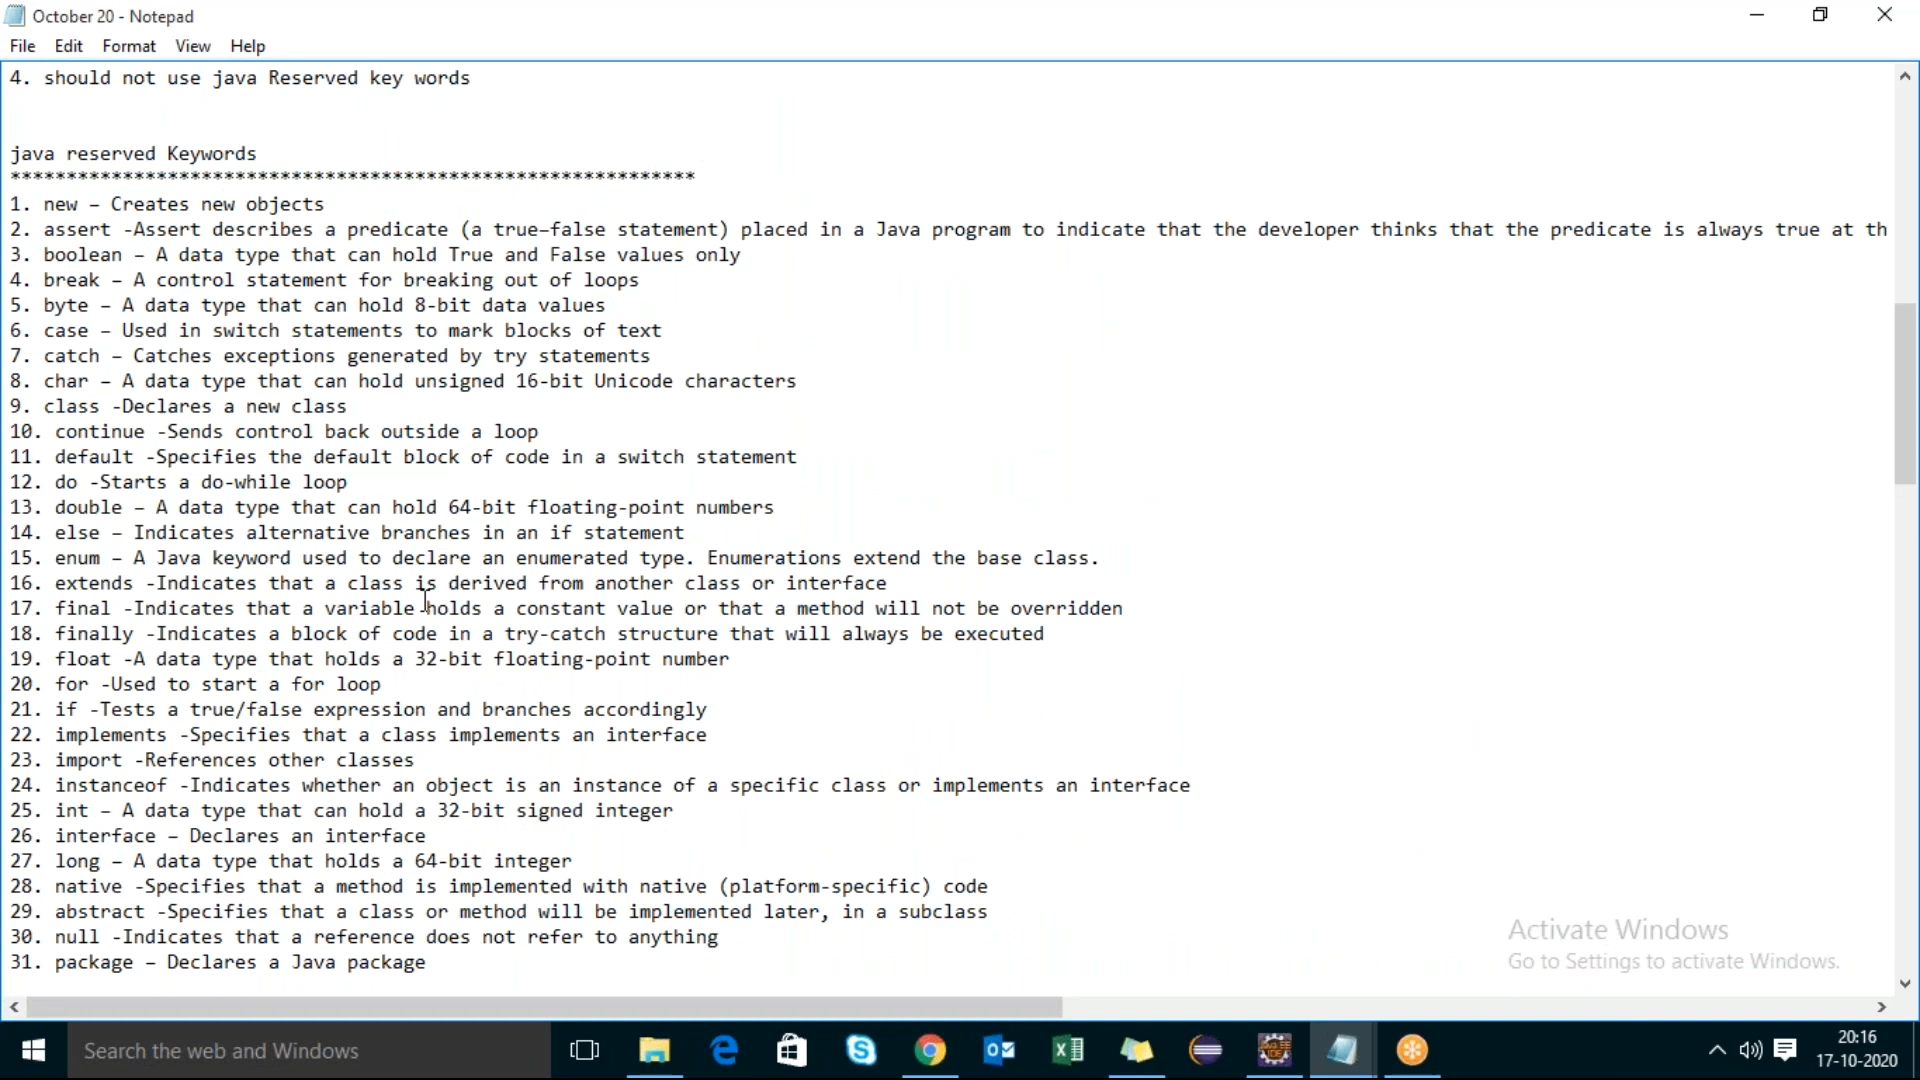 October 20 - Notepad
File Edit Format View Help
4. should not use java Reserved key words
java reserved Keywords
*************************************************************
1. new – Creates new objects
2. assert -Assert describes a predicate (a true–false statement) placed in a Java program to indicate that the developer thinks that the predicate is always true at th
3. boolean – A data type that can hold True and False values only
4. break – A control statement for breaking out of loops
5. byte – A data type that can hold 8-bit data values
6. case – Used in switch statements to mark blocks of text
7. catch – Catches exceptions generated by try statements
8. char – A data type that can hold unsigned 16-bit Unicode characters
9. class -Declares a new class
10. continue -Sends control back outside a loop
11. default -Specifies the default block of code in a switch statement
12. do -Starts a do-while loop
13. double – A data type that can hold 64-bit floating-point numbers
14. else – Indicates alternative branches in an if statement
15. enum – A Java keyword used to declare an enumerated type. Enumerations extend the base class.
16. extends -Indicates that a class is derived from another class or interface
17. final -Indicates that a variable holds a constant value or that a method will not be overridden
18. finally -Indicates a block of code in a try-catch structure that will always be executed
19. float -A data type that holds a 32-bit floating-point number
20. for -Used to start a for loop
21. if -Tests a true/false expression and branches accordingly
22. implements -Specifies that a class implements an interface
23. import -References other classes
24. instanceof -Indicates whether an object is an instance of a specific class or implements an interface
25. int – A data type that can hold a 32-bit signed integer
26. interface – Declares an interface
27. long – A data type that holds a 64-bit integer
28. native -Specifies that a method is implemented with native (platform-specific) code
29. abstract -Specifies that a class or method will be implemented later, in a subclass
30. null -Indicates that a reference does not refer to anything
31. package – Declares a Java package
Activate Windows
Go to Settings to activate Windows.
Search the web and Windows
20:16
17-10-2020